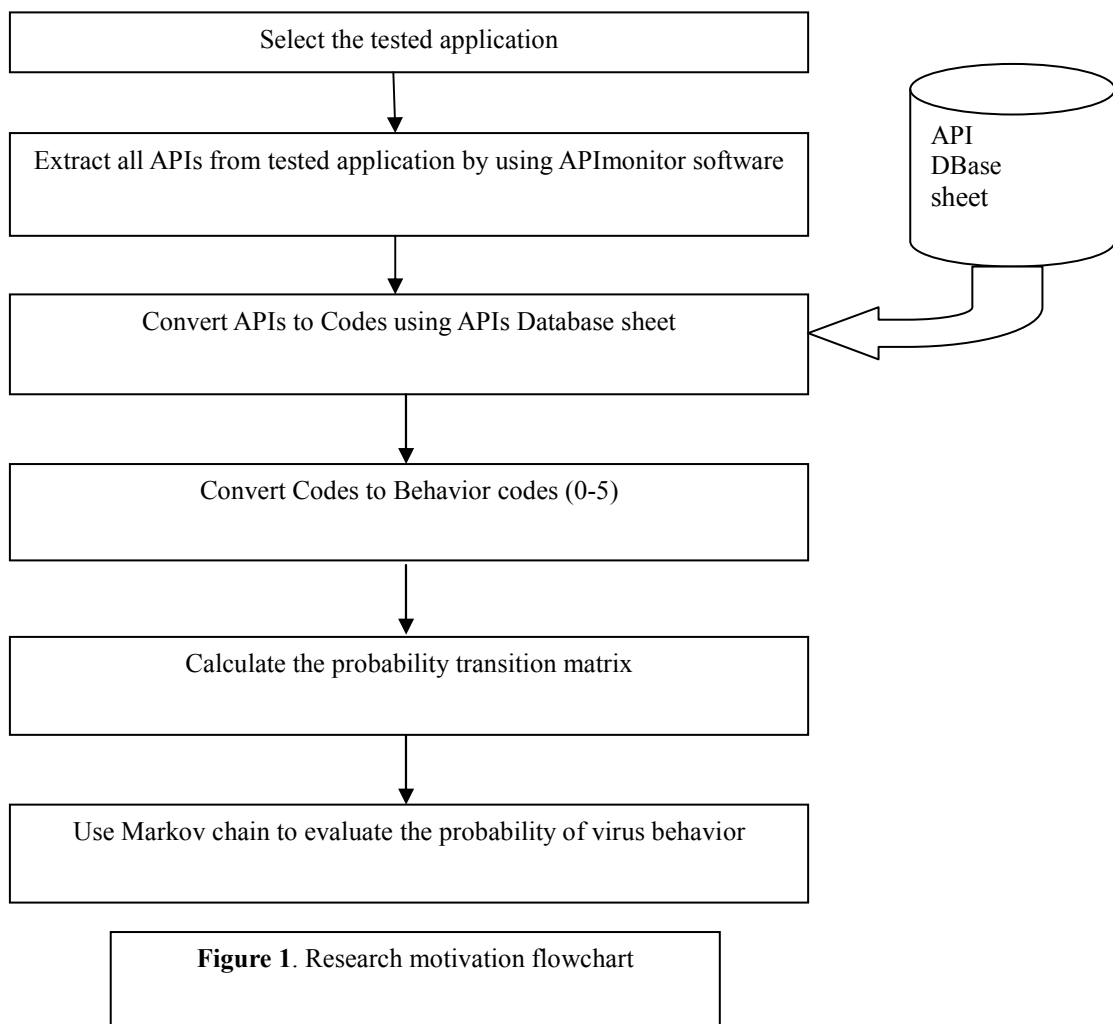 Select the tested application
Extract all APIs from tested application by using APImonitor software
API
DBase
sheet
Convert APIs to Codes using APIs Database sheet
Convert Codes to Behavior codes (0-5)
Calculate the probability transition matrix
Use Markov chain to evaluate the probability of virus behavior
Figure 1. Research motivation flowchart